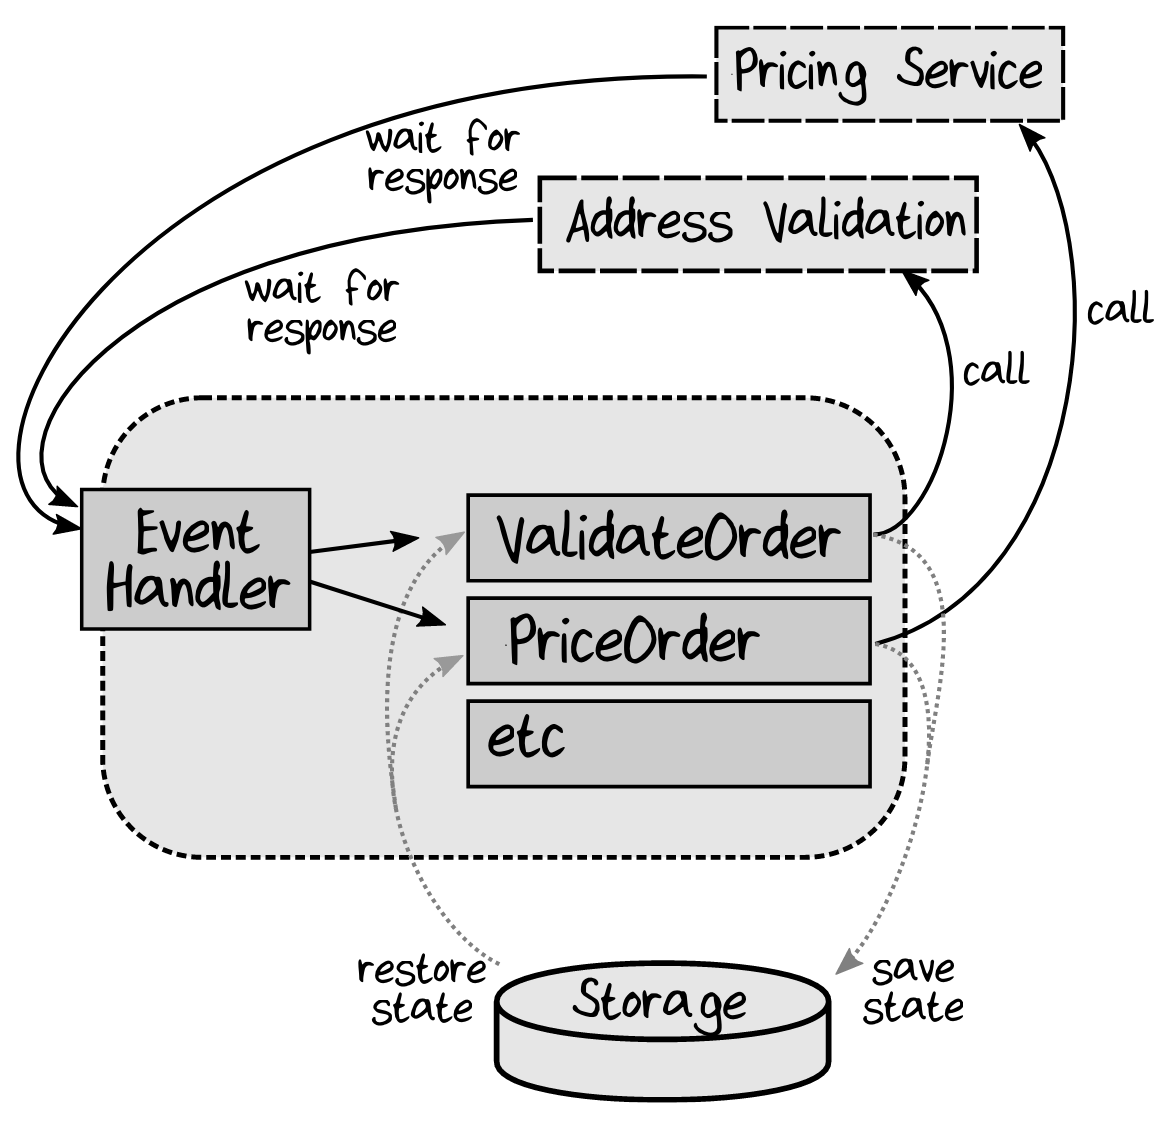 Pricing Service
wait for
response
Address Validation
wait for
response
call
call
Event
Handler
ValidateOrder
PriceOrder
etc
restore
state
Storage
save
state